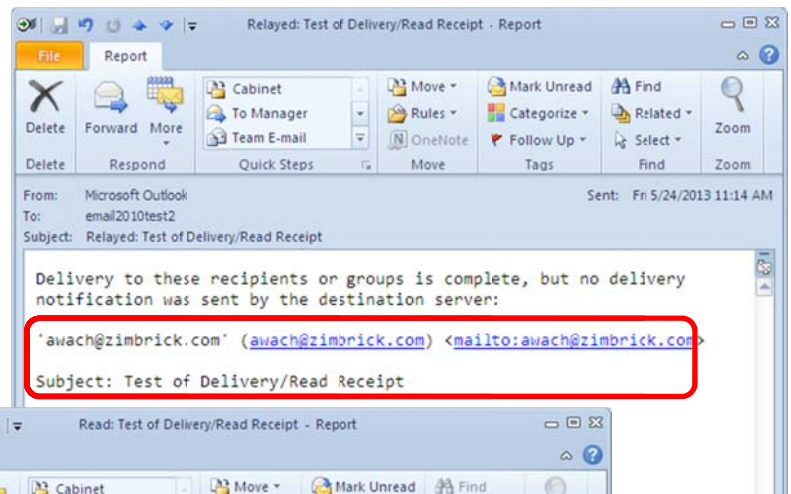 Relayed: Test of Delivery/Read Receipt - Report
File Report
Cabinet Move Mark Unread Find
To Manager Rules Categorize Related
Delete Forward More Team E-mail OneNote Follow Up Select Zoom
Delete Respond Quick Steps Move Tags Find Zoom
From: Microsoft Outlook Sent: Fri 5/24/2013 11:14 AM
To: email2010test2
Subject: Relayed: Test of Delivery/Read Receipt
Delivery to these recipients or groups is complete, but no delivery
notification was sent by the destination server:
'awach@zimbrick.com' (awach@zimbrick.com) <mailto:awach@zimbrick.com>
Subject: Test of Delivery/Read Receipt
Read: Test of Delivery/Read Receipt - Report
Cabinet Move Mark Unread Find